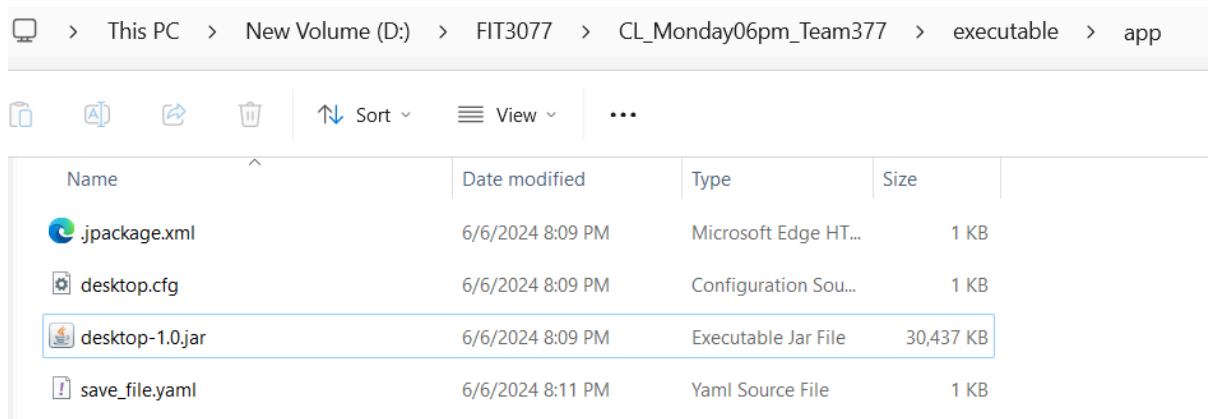 This PC > New Volume (D:) > FIT3077 > CL_Monday06pm_Team377 > executable > app
Sort View ...
Name Date modified Type Size
.jpackage.xml 6/6/2024 8:09 PM Microsoft Edge HT... 1 KB
desktop.cfg 6/6/2024 8:09 PM Configuration Sou... 1 KB
desktop-1.0.jar 6/6/2024 8:09 PM Executable Jar File 30,437 KB
save_file.yaml 6/6/2024 8:11 PM Yaml Source File 1 KB